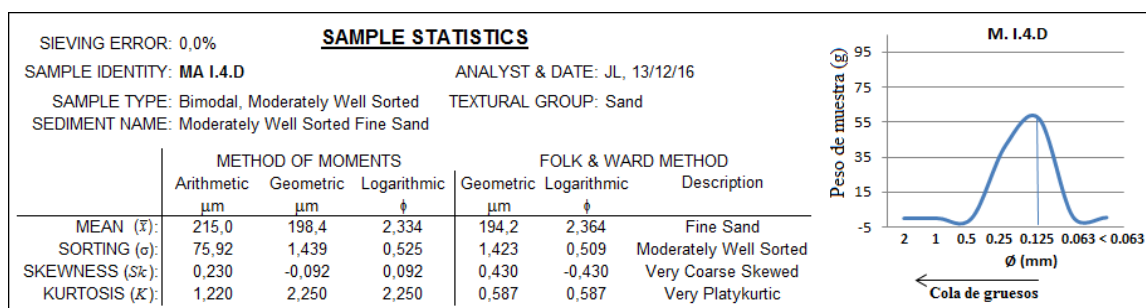 SAMPLE STATISTICS
SIEVING ERROR: 0,0%
SAMPLE IDENTITY: MA I.4.D ANALYST & DATE: JL, 13/12/16
SAMPLE TYPE: Bimodal, Moderately Well Sorted TEXTURAL GROUP: Sand
SEDIMENT NAME: Moderately Well Sorted Fine Sand
METHOD OF MOMENTS FOLK & WARD METHOD
Arithmetic Geometric Logarithmic Geometric Logarithmic Description
μm μm ϕ μm ϕ
MEAN (x̄): 215,0 198,4 2,334 194,2 2,364 Fine Sand
SORTING (σ): 75,92 1,439 0,525 1,423 0,509 Moderately Well Sorted
SKEWNESS (Sk): 0,230 -0,092 0,092 0,430 -0,430 Very Coarse Skewed
KURTOSIS (K): 1,220 2,250 2,250 0,587 0,587 Very Platykurtic
M. I.4.D
Peso de muestra (g)
95
75
55
35
15
-5
2 1 0.5 0.25 0.125 0.063 < 0.063
Ø (mm)
Cola de gruesos